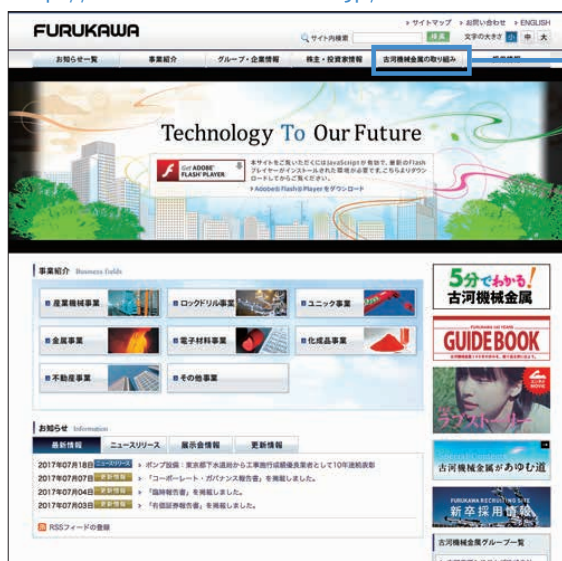 FURUKAWA
サイトマップ お問い合わせ ENGLISH
サイト内検索 検索 文字の大きさ 小 中 大
お知らせ一覧 事業紹介 グループ・企業情報 株主・投資家情報 古河機械金属の取り組み
Technology To Our Future
Get ADOBE® FLASH® PLAYER
本サイトをご覧いただくにはJavaScriptが有効で、最新のFlash
プレイヤーがインストールされた環境が必要です。こちらよりダウン
ロードしてからご覧ください。
Adobe® Flash® Playerをダウンロード
事業紹介 Business fields
産業機械事業 ロックドリル事業 ユニック事業
金属事業 電子材料事業 化成品事業
不動産事業 その他事業
5分でわかる!
古河機械金属
GUIDE BOOK
ラブストーリー
MOVIE
古河機械金属があゆむ道
FURUKAWA RECRUITING SITE
新卒採用情報
古河機械金属グループ一覧
お知らせ Information
最新情報 ニュースリリース 展示会情報 更新情報
2017年07月18日 ニュースリリース ポンプ設備：東京都下水道局から工事施行成績優良業者として10年連続表彰
2017年07月07日 更新情報 「コーポレート・ガバナンス報告書」を掲載しました。
2017年07月04日 更新情報 「臨時報告書」を掲載しました。
2017年07月03日 更新情報 「有価証券報告書」を掲載しました。
RSSフィードの登録